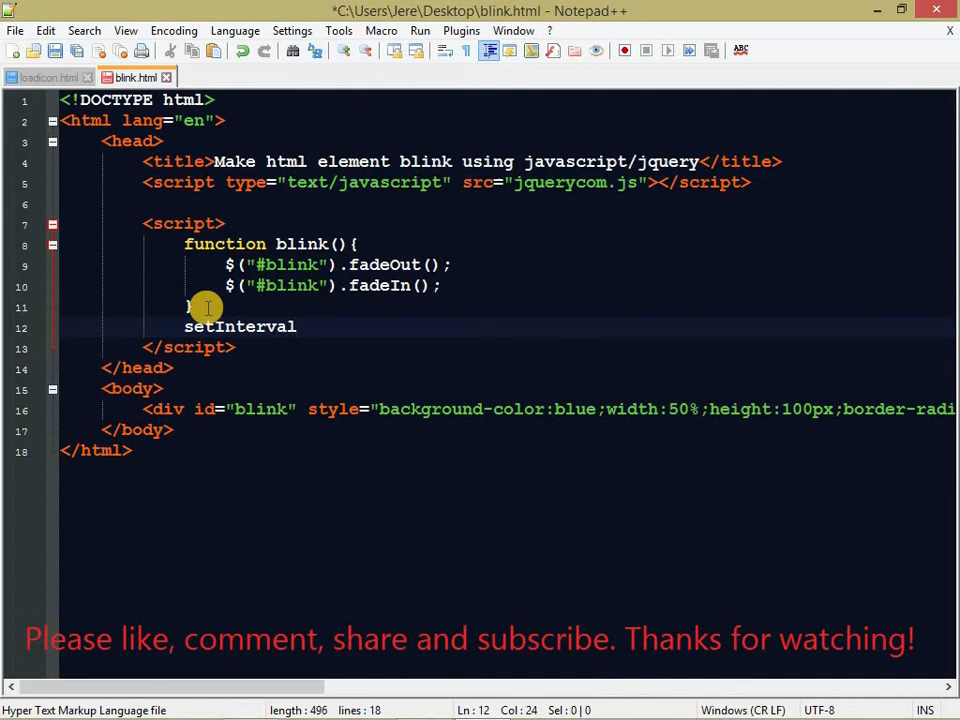 *C:\Users\Jere\Desktop\blink.html - Notepad++
File Edit Search View Encoding Language Settings Tools Macro Run Plugins Window ? X
ABC
loadicon.html blink.html
1 <!DOCTYPE html>
2 <html lang="en">
3 <head>
4 <title>Make html element blink using javascript/jquery</title>
5 <script type="text/javascript" src="jquerycom.js"></script>
6
7 <script>
8 function blink(){
9 $("#blink").fadeOut();
10 $("#blink").fadeIn();
11 }
12 setInterval
13 </script>
14 </head>
15 <body>
16 <div id="blink" style="background-color:blue;width:50%;height:100px;border-radi
17 </body>
18 </html>
Please like, comment, share and subscribe. Thanks for watching!
Hyper Text Markup Language file length : 496 lines : 18 Ln : 12 Col : 24 Sel : 0 | 0 Windows (CR LF) UTF-8 INS